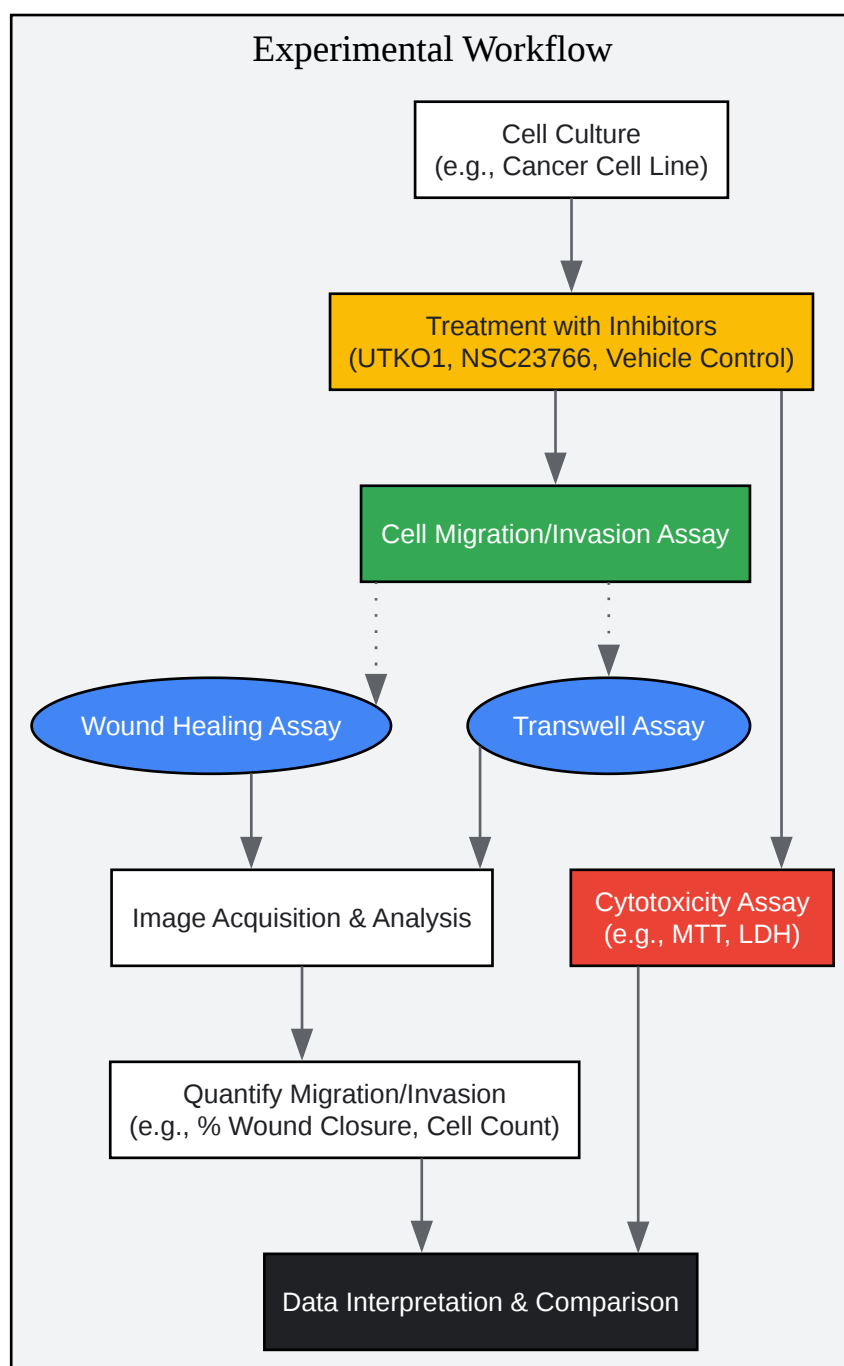 Experimental Workflow
Cell Culture
(e.g., Cancer Cell Line)
Treatment with Inhibitors
(UTKO1, NSC23766, Vehicle Control)
Cell Migration/Invasion Assay
Wound Healing Assay
Transwell Assay
Image Acquisition & Analysis
Cytotoxicity Assay
(e.g., MTT, LDH)
Quantify Migration/Invasion
(e.g., % Wound Closure, Cell Count)
Data Interpretation & Comparison